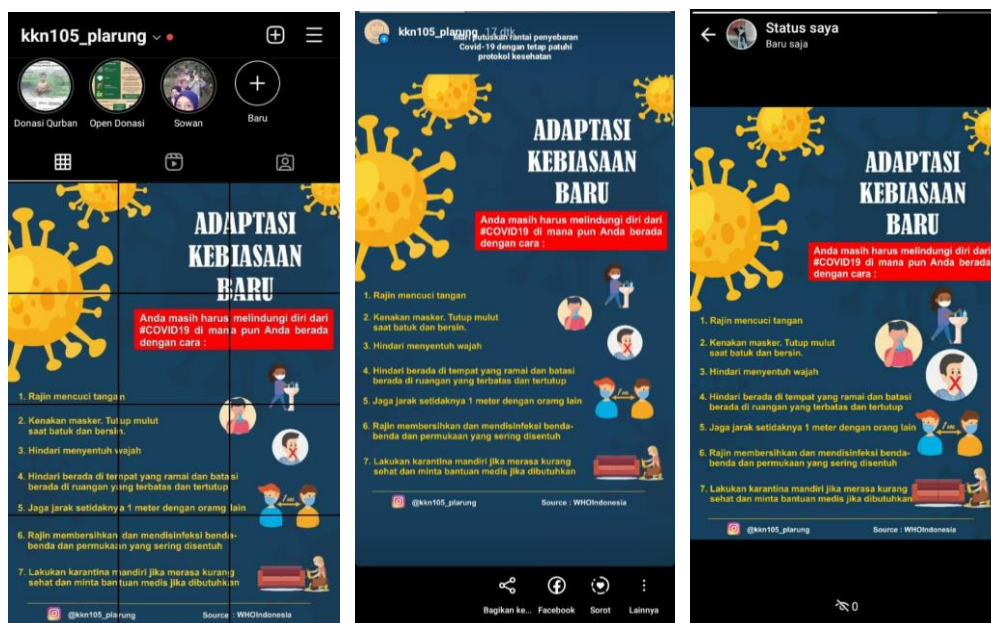 kkn105_plarung
Donasi Qurban
Open Donasi
Sowan
Baru
ADAPTASI
KEBIASAAN
BARU
Anda masih harus melindungi diri dari
#COVID19 di mana pun Anda berada
dengan cara :
1. Rajin mencuci tangan
2. Kenakan masker. Tutup mulut
saat batuk dan bersin.
3. Hindari menyentuh wajah
4. Hindari berada di tempat yang ramai dan batasi
berada di ruangan yang terbatas dan tertutup
1 m
5. Jaga jarak setidaknya 1 meter dengan oramg lain
6. Rajin membersihkan dan mendisinfeksi benda-
benda dan permukaan yang sering disentuh
7. Lakukan karantina mandiri jika merasa kurang
sehat dan minta bantuan medis jika dibutuhkan
@kkn105_plarung
Source : WHOIndonesia
kkn105_plarung 17 dtk
Mari putuskan rantai penyebaran
Covid-19 dengan tetap patuhi
protokol kesehatan
ADAPTASI
KEBIASAAN
BARU
Anda masih harus melindungi diri dari
#COVID19 di mana pun Anda berada
dengan cara :
1. Rajin mencuci tangan
2. Kenakan masker. Tutup mulut
saat batuk dan bersin.
3. Hindari menyentuh wajah
4. Hindari berada di tempat yang ramai dan batasi
berada di ruangan yang terbatas dan tertutup
1 m
5. Jaga jarak setidaknya 1 meter dengan orang lain
6. Rajin membersihkan dan mendisinfeksi benda-
benda dan permukaan yang sering disentuh
7. Lakukan karantina mandiri jika merasa kurang
sehat dan minta bantuan medis jika dibutuhkan
@kkn105_plarung
Source : WHOIndonesia
Bagikan ke...
Facebook
Sorot
Lainnya
Status saya
Baru saja
ADAPTASI
KEBIASAAN
BARU
Anda masih harus melindungi diri dari
#COVID19 di mana pun Anda berada
dengan cara :
1. Rajin mencuci tangan
2. Kenakan masker. Tutup mulut
saat batuk dan bersin.
3. Hindari menyentuh wajah
4. Hindari berada di tempat yang ramai dan batasi
berada di ruangan yang terbatas dan tertutup
1 m
5. Jaga jarak setidaknya 1 meter dengan orang lain
6. Rajin membersihkan dan mendisinfeksi benda-
benda dan permukaan yang sering disentuh
7. Lakukan karantina mandiri jika merasa kurang
sehat dan minta bantuan medis jika dibutuhkan
@kkn105_plarung
Source : WHOIndonesia
0